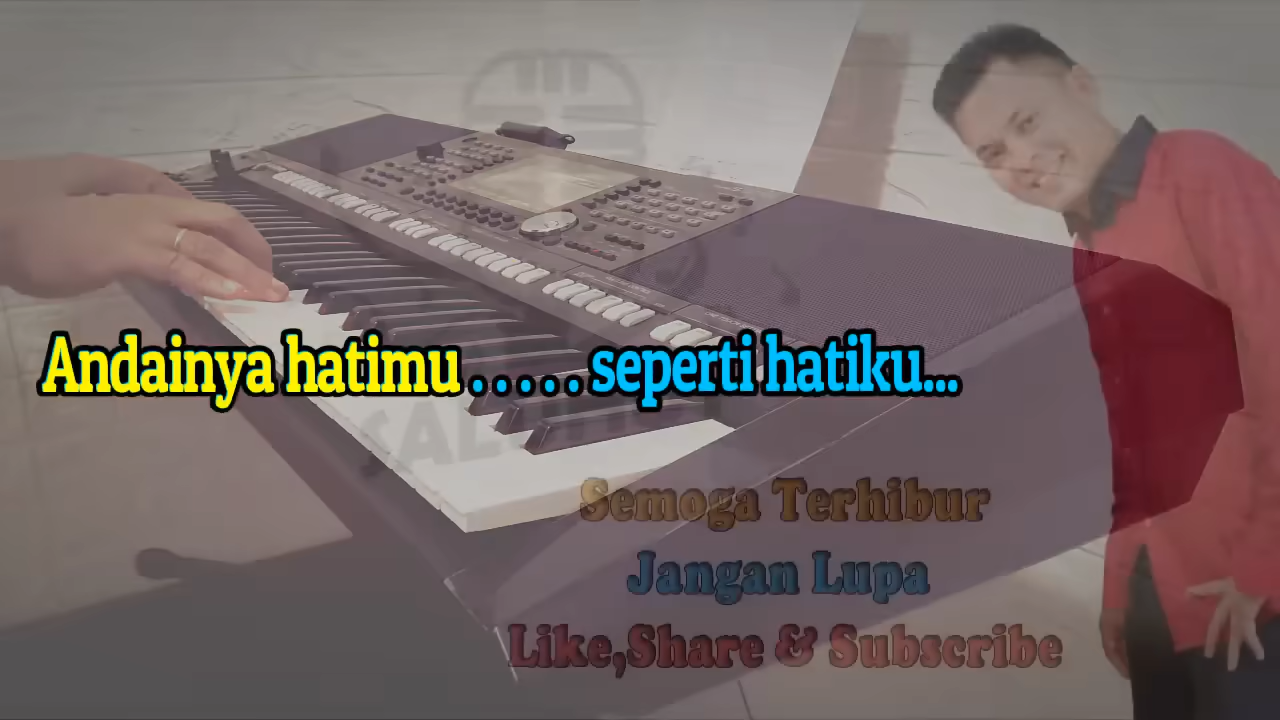 Andainya hatimu . . . . . seperti hatiku...
Semoga Terhibur
Jangan Lupa
Like,Share & Subscribe